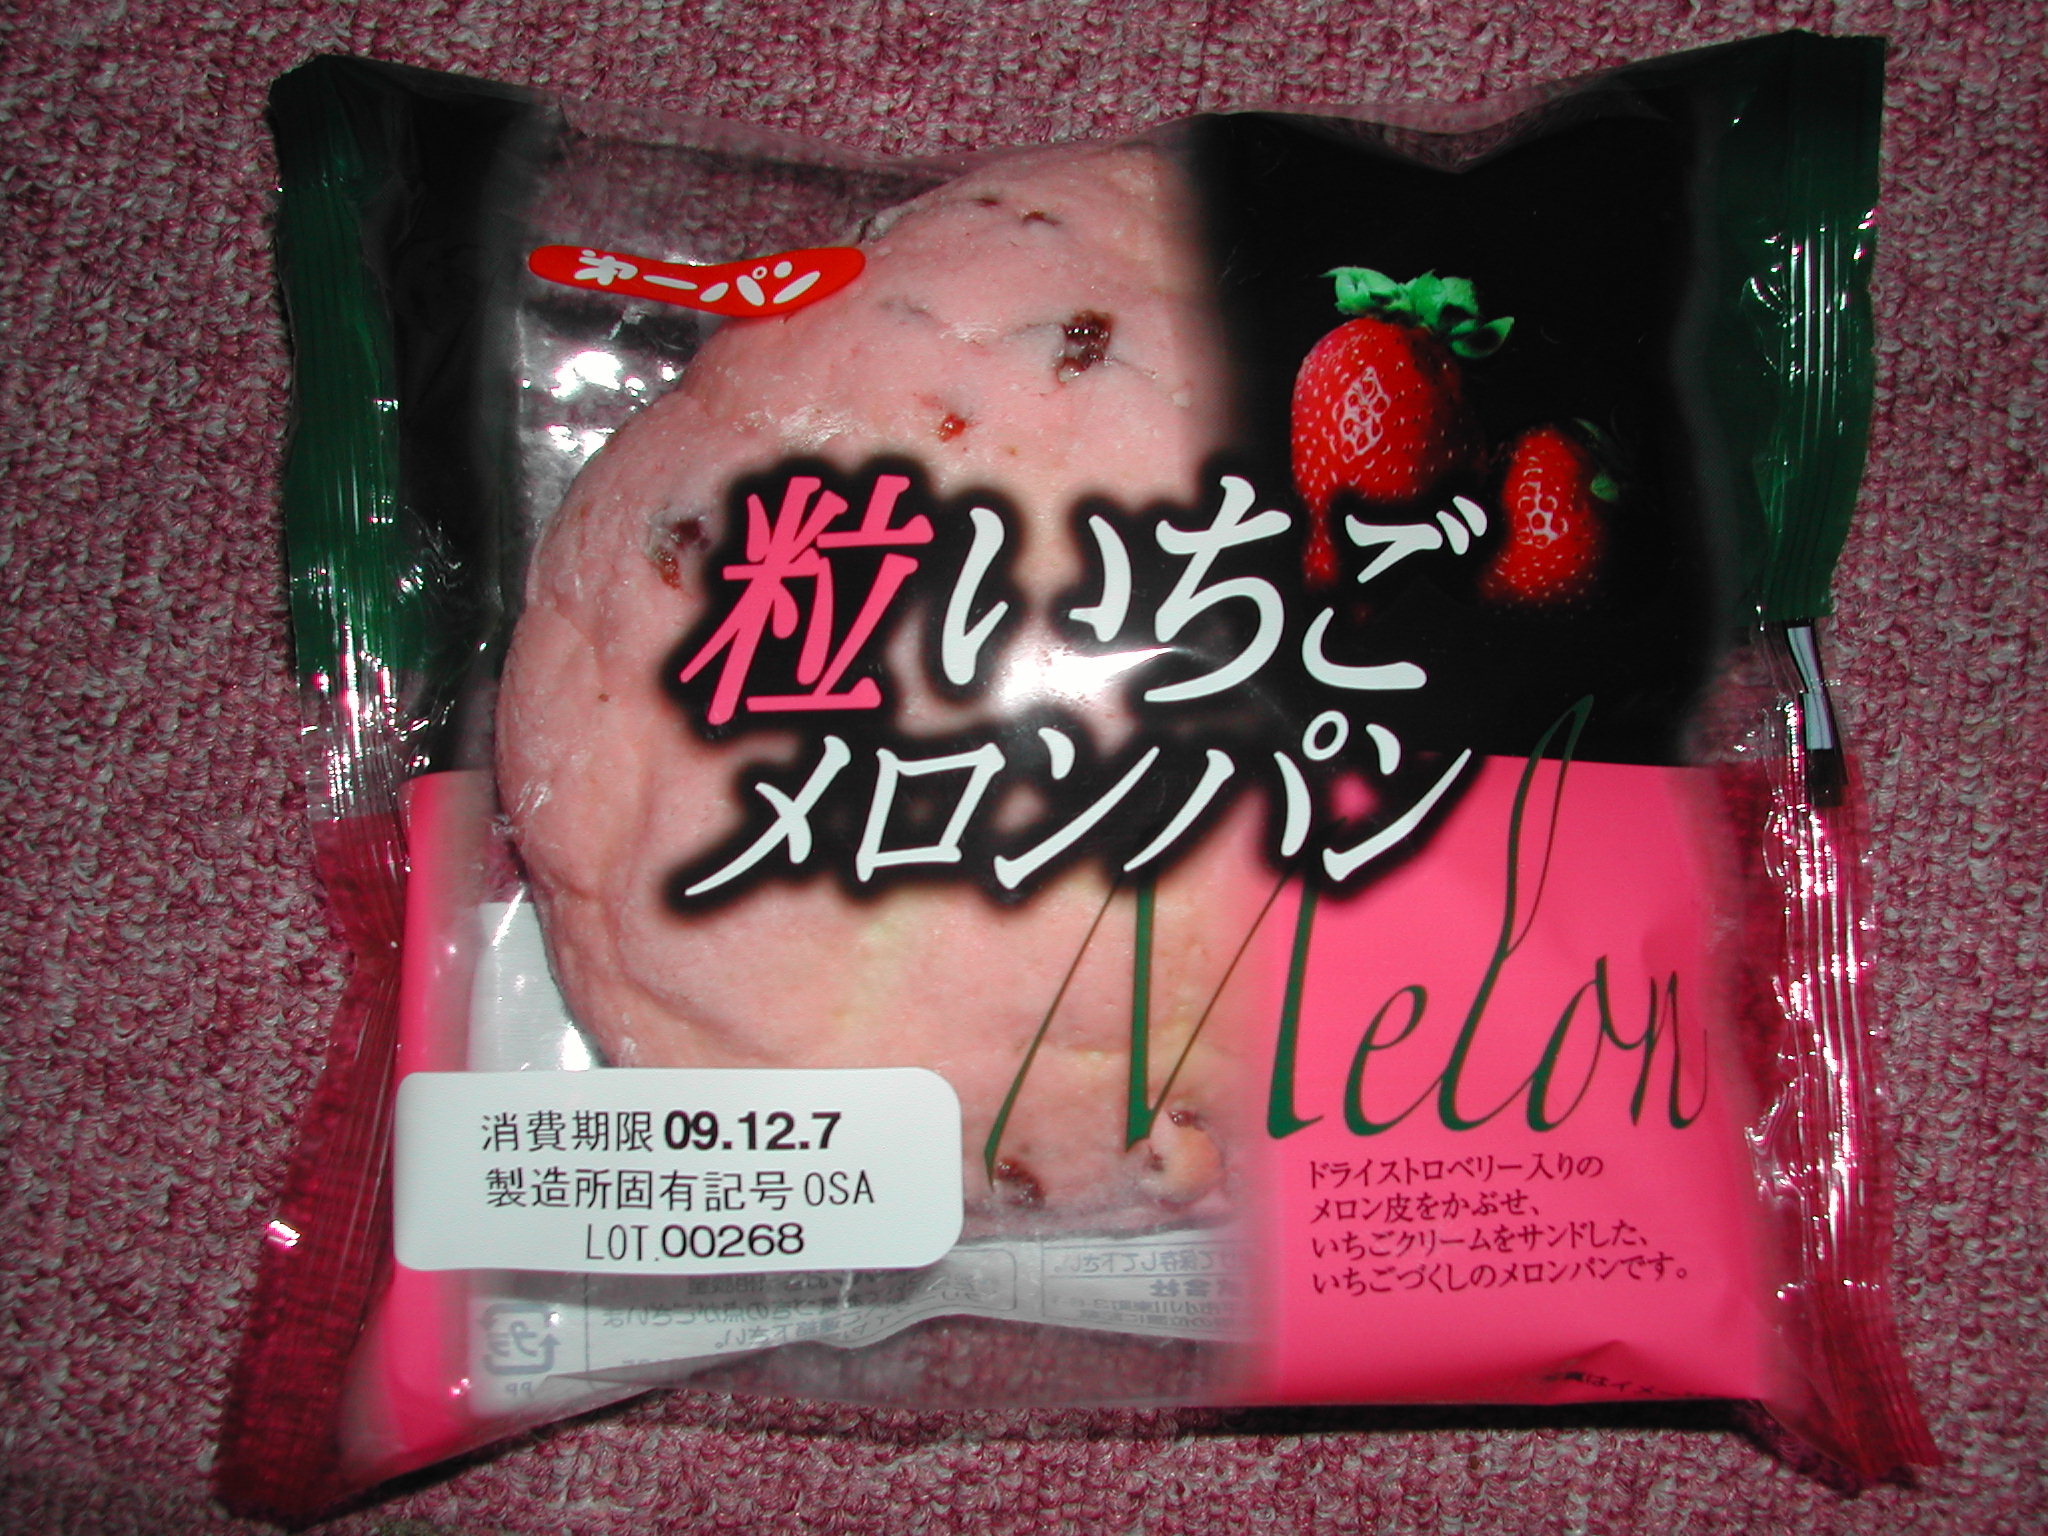 第一パン
粒いちご
メロンパン
Melon
ドライストロベリー入りの
メロン皮をかぶせ、
いちごクリームをサンドした、
いちごづくしのメロンパンです。
消費期限 09.12.7
製造所固有記号 OSA
LOT.00268